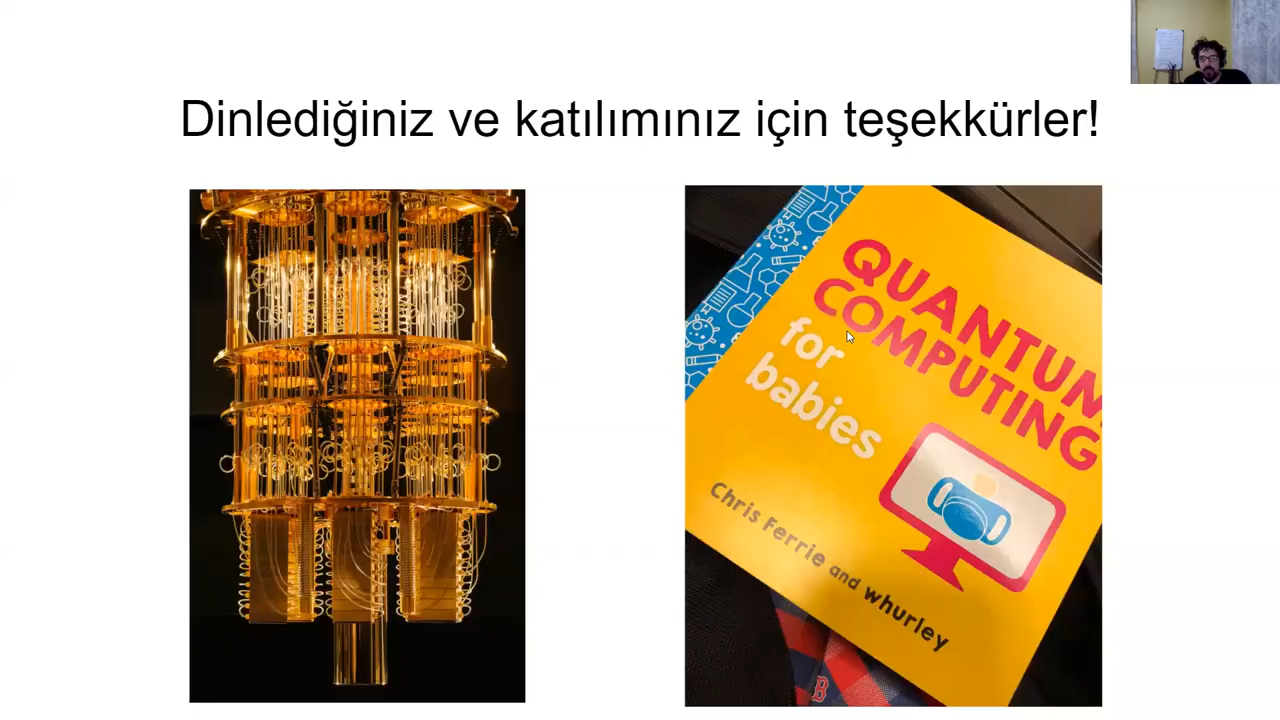 Dinlediğiniz ve katılımınız için teşekkürler!
QUANTUM
COMPUTING
for
babies
Chris Ferrie and whurley
B